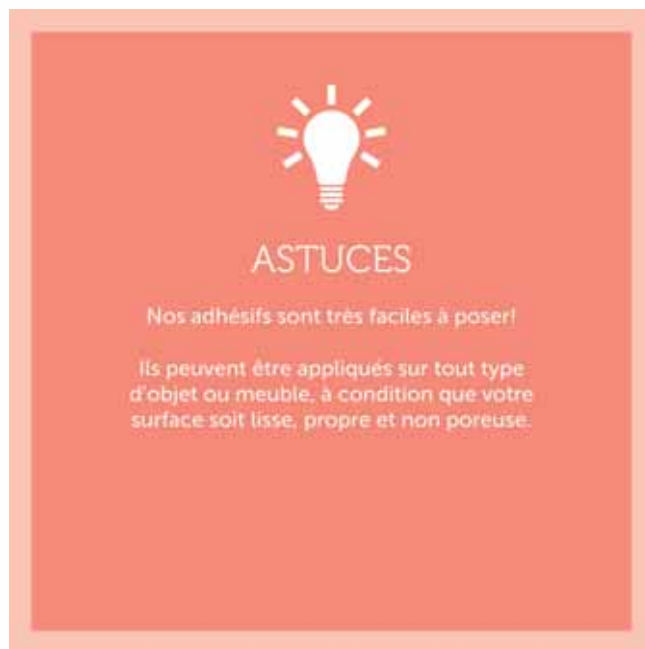 ASTUCES
Nos adhésifs sont très faciles à poser!
Ils peuvent être appliqués sur tout type
d'objet ou meuble, à condition que votre
surface soit lisse, propre et non poreuse.